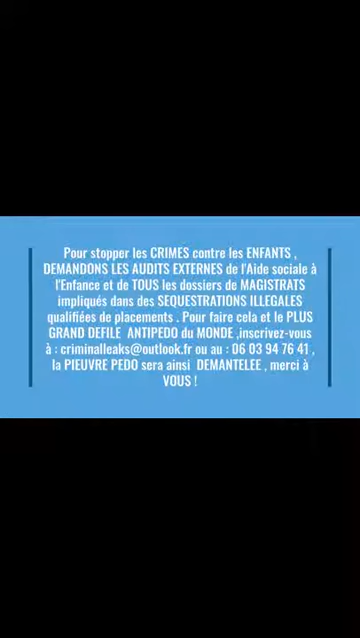 Pour stopper les CRIMES contre les ENFANTS ,
DEMANDONS LES AUDITS EXTERNES de l'Aide sociale à
l'Enfance et de TOUS les dossiers de MAGISTRATS
impliqués dans des SEQUESTRATIONS ILLEGALES
qualifiées de placements . Pour faire cela et le PLUS
GRAND DEFILE ANTIPEDO du MONDE ,inscrivez-vous
à : criminalleaks@outlook.fr ou au : 06 03 94 76 41 ,
la PIEUVRE PEDO sera ainsi DEMANTELEE , merci à
VOUS !